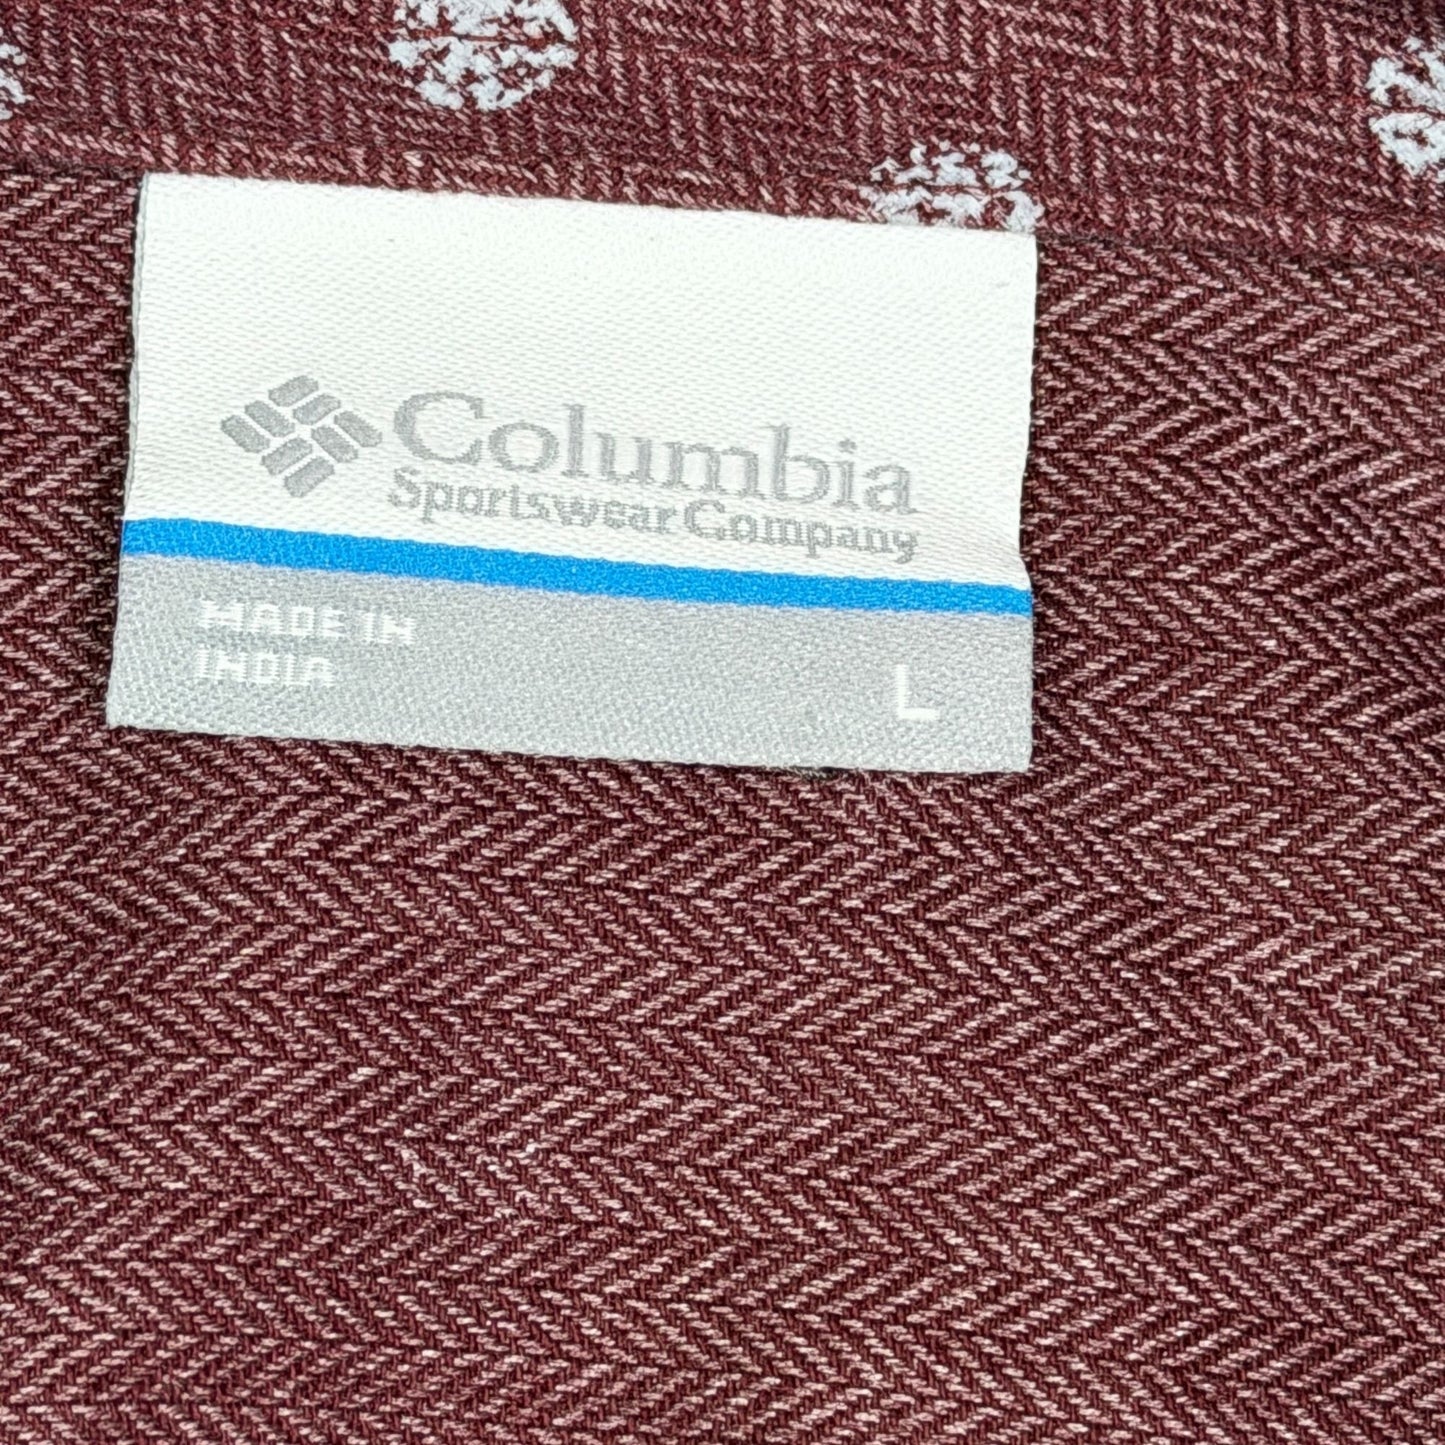 Columbia
Sportswear Company
MADE IN
INDIA
L